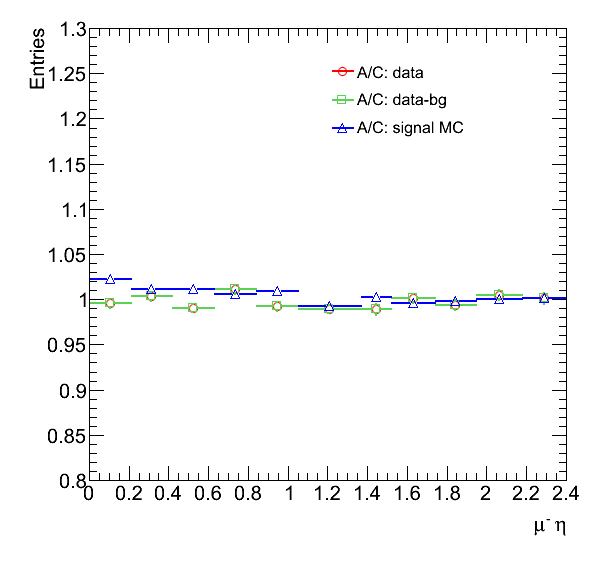 Entries
1.3
1.25
1.2
1.15
1.1
1.05
1
0.95
0.9
0.85
0.8
A/C: data
A/C: data-bg
A/C: signal MC
0 0.2 0.4 0.6 0.8 1 1.2 1.4 1.6 1.8 2 2.2 2.4
μ⁻ η